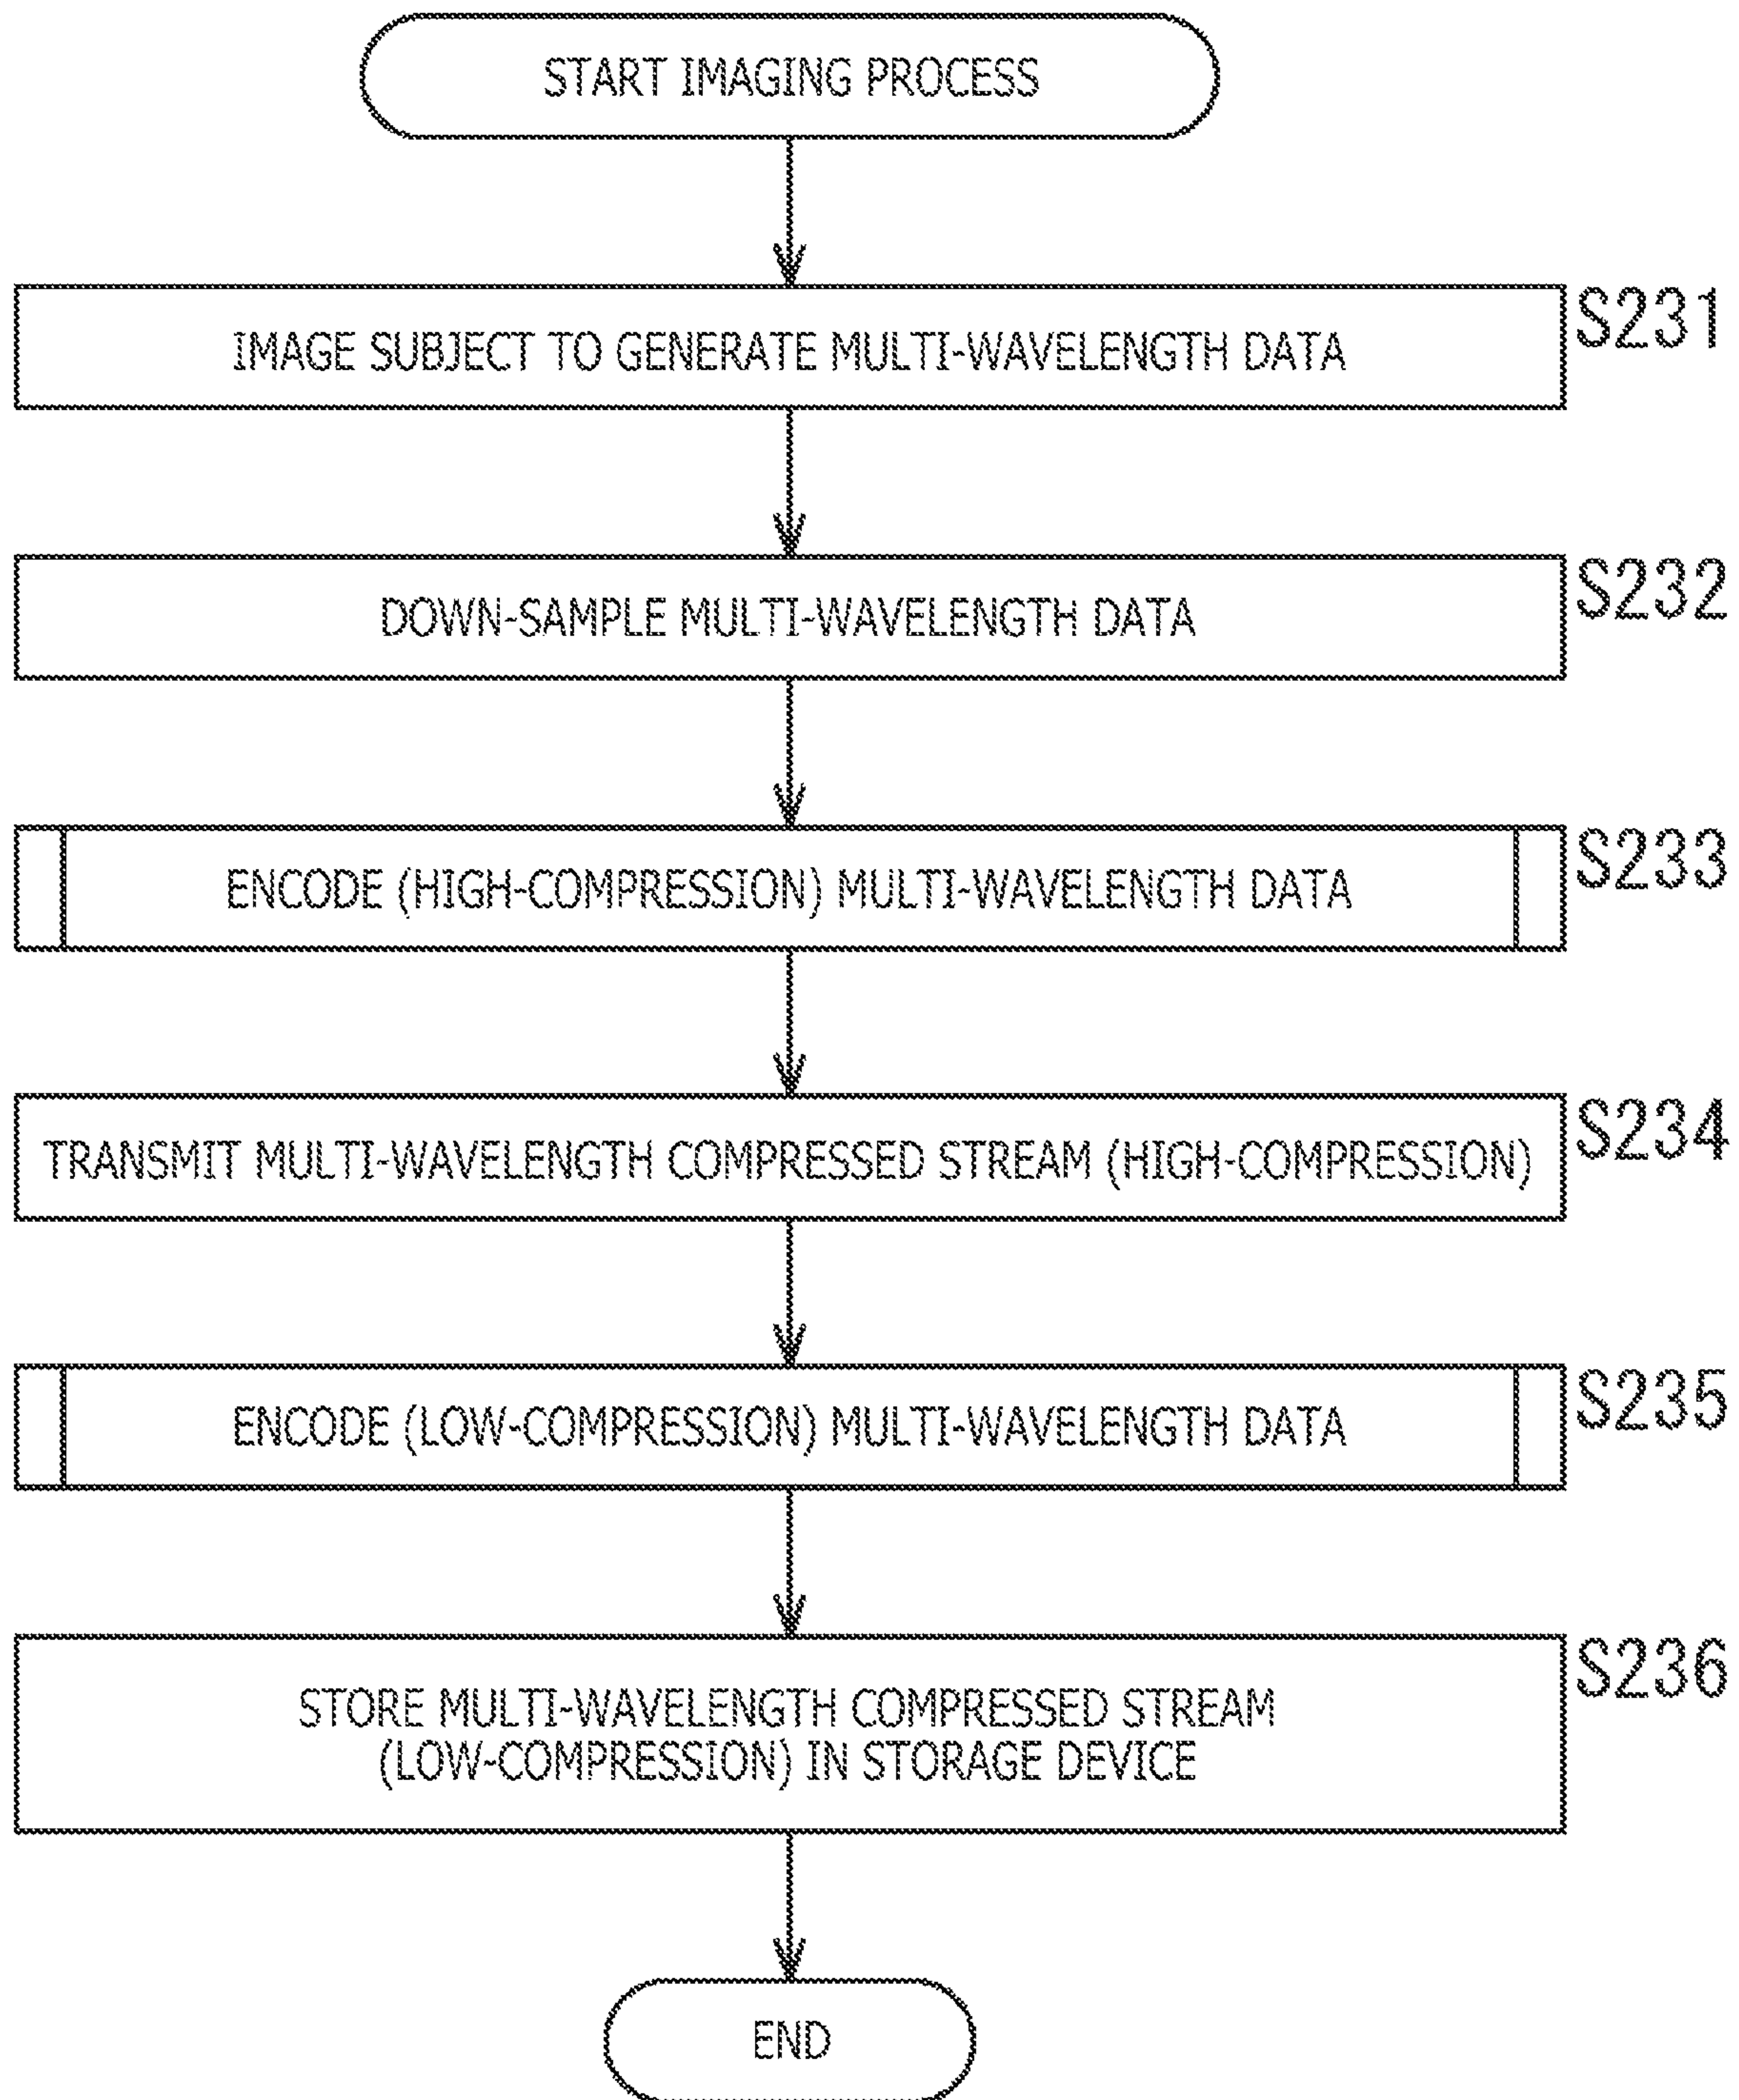 START IMAGING PROCESS
IMAGE SUBJECT TO GENERATE MULTI-WAVELENGTH DATA
S231
DOWN-SAMPLE MULTI-WAVELENGTH DATA
S232
ENCODE (HIGH-COMPRESSION) MULTI-WAVELENGTH DATA
S233
TRANSMIT MULTI-WAVELENGTH COMPRESSED STREAM (HIGH-COMPRESSION)
S234
ENCODE (LOW-COMPRESSION) MULTI-WAVELENGTH DATA
S235
STORE MULTI-WAVELENGTH COMPRESSED STREAM
(LOW-COMPRESSION) IN STORAGE DEVICE
S236
END